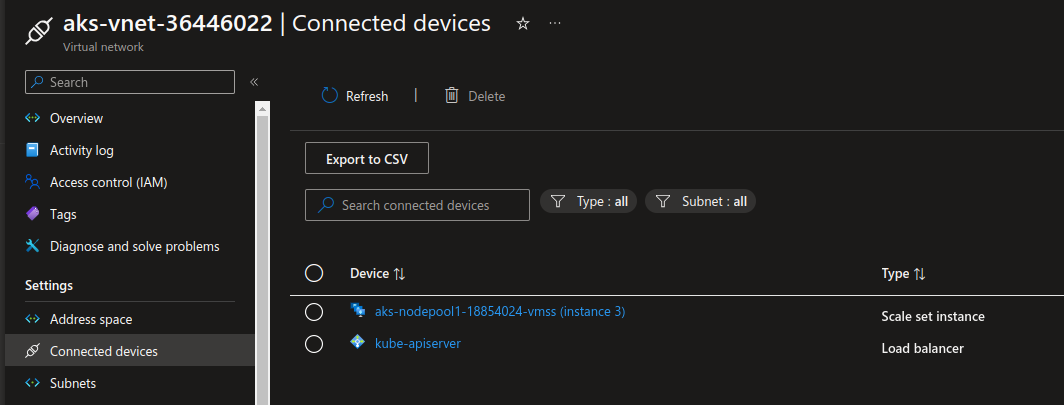 aks-vnet-36446022 | Connected devices
Virtual network
Search
Refresh
Delete
Overview
Activity log
Access control (IAM)
Tags
Diagnose and solve problems
Settings
Address space
Connected devices
Subnets
Export to CSV
Search connected devices
Type : all
Subnet : all
Device
Type
aks-nodepool1-18854024-vmss (instance 3)
Scale set instance
kube-apiserver
Load balancer